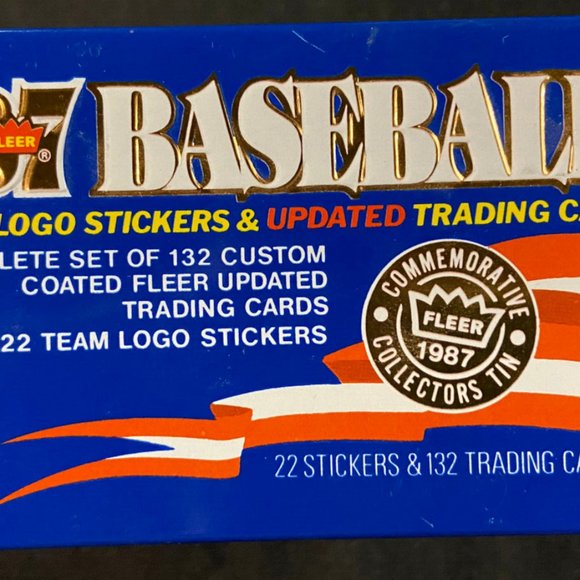 87 BASEBALL
FLEER ®
LOGO STICKERS & UPDATED TRADING C
LETE SET OF 132 CUSTOM
COATED FLEER UPDATED
TRADING CARDS
22 TEAM LOGO STICKERS
COMMEMORATIVE
FLEER
1987
COLLECTORS TIN
22 STICKERS & 132 TRADING CA